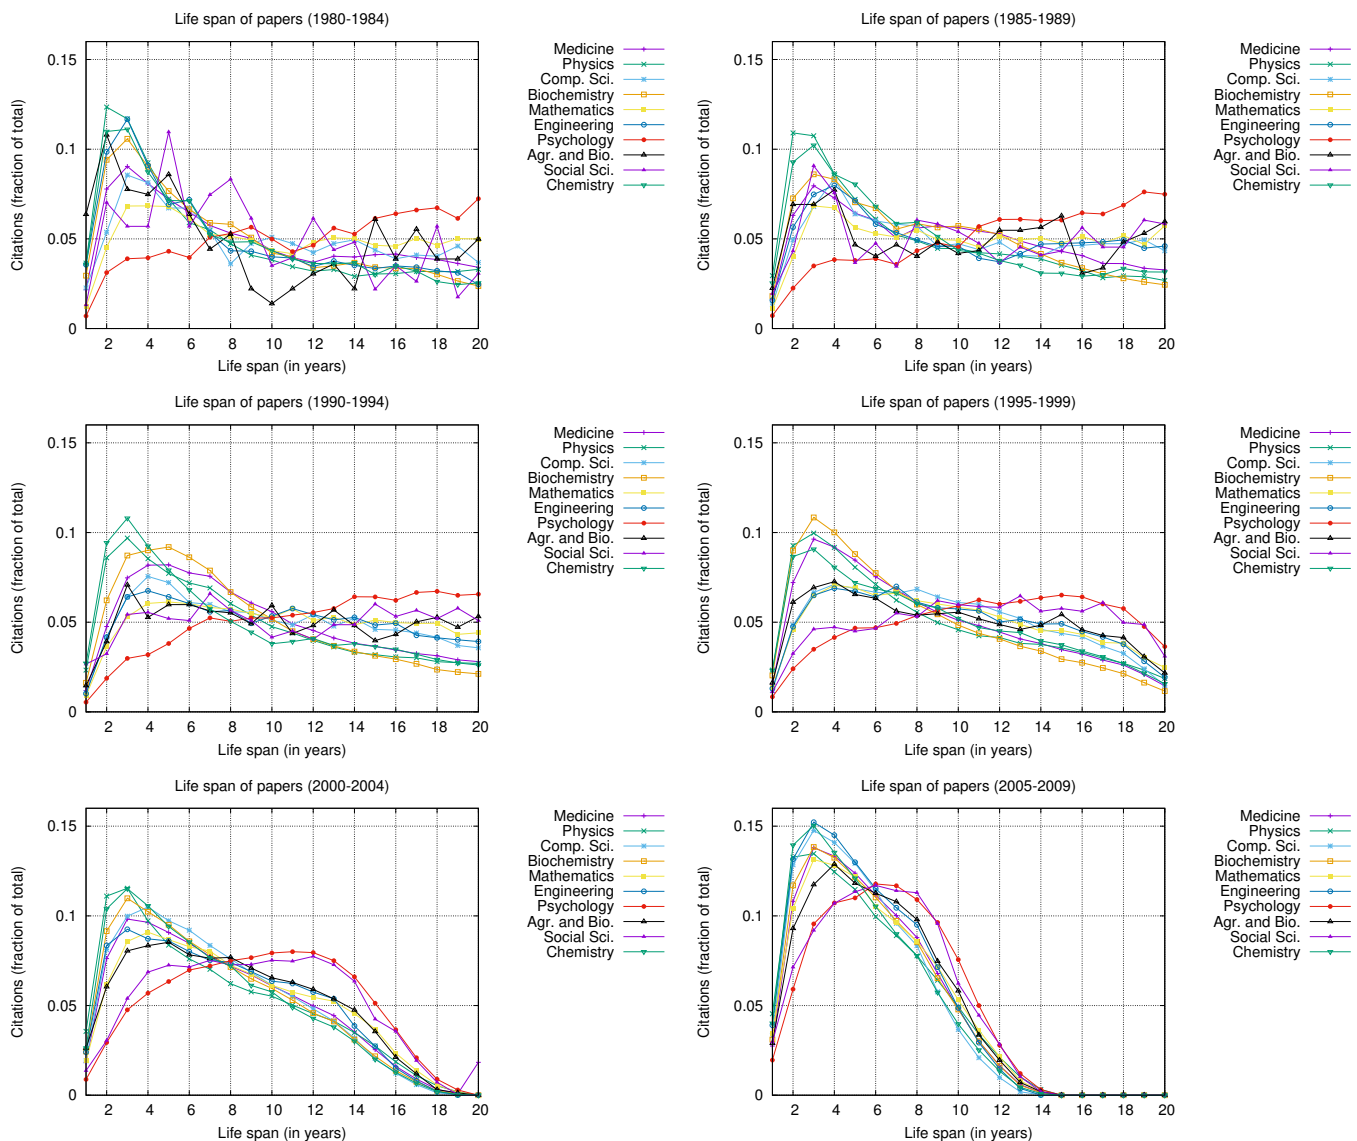 Life span of papers (1980-1984)
Citations (fraction of total)
0.15
0.1
0.05
0
2 4 6 8 10 12 14 16 18 20
Life span (in years)
Medicine
Physics
Comp. Sci.
Biochemistry
Mathematics
Engineering
Psychology
Agr. and Bio.
Social Sci.
Chemistry
Life span of papers (1985-1989)
Citations (fraction of total)
0.15
0.1
0.05
0
2 4 6 8 10 12 14 16 18 20
Life span (in years)
Medicine
Physics
Comp. Sci.
Biochemistry
Mathematics
Engineering
Psychology
Agr. and Bio.
Social Sci.
Chemistry
Life span of papers (1990-1994)
Citations (fraction of total)
0.15
0.1
0.05
0
2 4 6 8 10 12 14 16 18 20
Life span (in years)
Medicine
Physics
Comp. Sci.
Biochemistry
Mathematics
Engineering
Psychology
Agr. and Bio.
Social Sci.
Chemistry
Life span of papers (1995-1999)
Citations (fraction of total)
0.15
0.1
0.05
0
2 4 6 8 10 12 14 16 18 20
Life span (in years)
Medicine
Physics
Comp. Sci.
Biochemistry
Mathematics
Engineering
Psychology
Agr. and Bio.
Social Sci.
Chemistry
Life span of papers (2000-2004)
Citations (fraction of total)
0.15
0.1
0.05
0
2 4 6 8 10 12 14 16 18 20
Life span (in years)
Medicine
Physics
Comp. Sci.
Biochemistry
Mathematics
Engineering
Psychology
Agr. and Bio.
Social Sci.
Chemistry
Life span of papers (2005-2009)
Citations (fraction of total)
0.15
0.1
0.05
0
2 4 6 8 10 12 14 16 18 20
Life span (in years)
Medicine
Physics
Comp. Sci.
Biochemistry
Mathematics
Engineering
Psychology
Agr. and Bio.
Social Sci.
Chemistry